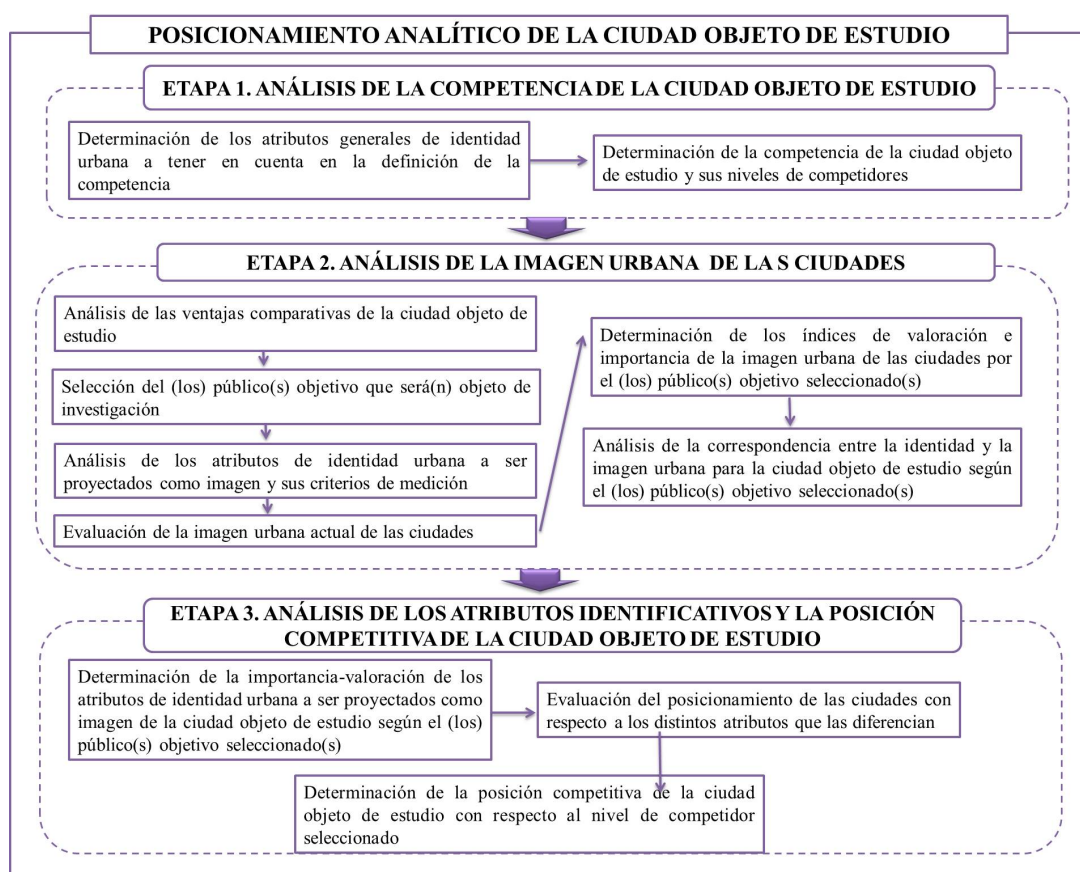 POSICIONAMIENTO ANALÍTICO DE LA CIUDAD OBJETO DE ESTUDIO
ETAPA 1. ANÁLISIS DE LA COMPETENCIA DE LA CIUDAD OBJETO DE ESTUDIO
Determinación de los atributos generales de identidad
urbana a tener en cuenta en la definición de la
competencia
Determinación de la competencia de la ciudad objeto
de estudio y sus niveles de competidores
ETAPA 2. ANÁLISIS DE LA IMAGEN URBANA DE LA S CIUDADES
Análisis de las ventajas comparativas de la ciudad objeto de
estudio
Selección del (los) público(s) objetivo que será(n) objeto de
investigación
Análisis de los atributos de identidad urbana a ser
proyectados como imagen y sus criterios de medición
Evaluación de la imagen urbana actual de las ciudades
Determinación de los índices de valoración e
importancia de la imagen urbana de las ciudades por
el (los) público(s) objetivo seleccionado(s)
Análisis de la correspondencia entre la identidad y la
imagen urbana para la ciudad objeto de estudio según
el (los) público(s) objetivo seleccionado(s)
ETAPA 3. ANÁLISIS DE LOS ATRIBUTOS IDENTIFICATIVOS Y LA POSICIÓN
COMPETITIVA DE LA CIUDAD OBJETO DE ESTUDIO
Determinación de la importancia-valoración de los
atributos de identidad urbana a ser proyectados como
imagen de la ciudad objeto de estudio según el (los)
público(s) objetivo seleccionado(s)
Evaluación del posicionamiento de las ciudades con
respecto a los distintos atributos que las diferencian
Determinación de la posición competitiva de la ciudad
objeto de estudio con respecto al nivel de competidor
seleccionado